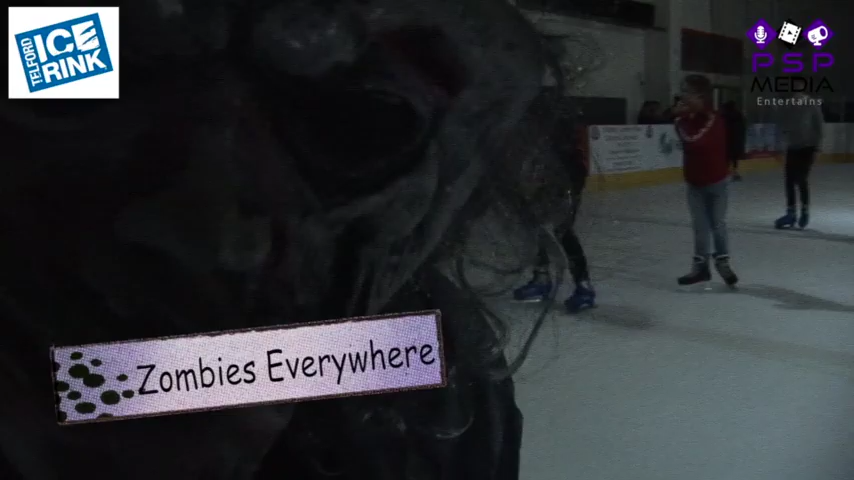 TELFORD
ICE
RINK
PSP
MEDIA
Entertains
Zombies Everywhere